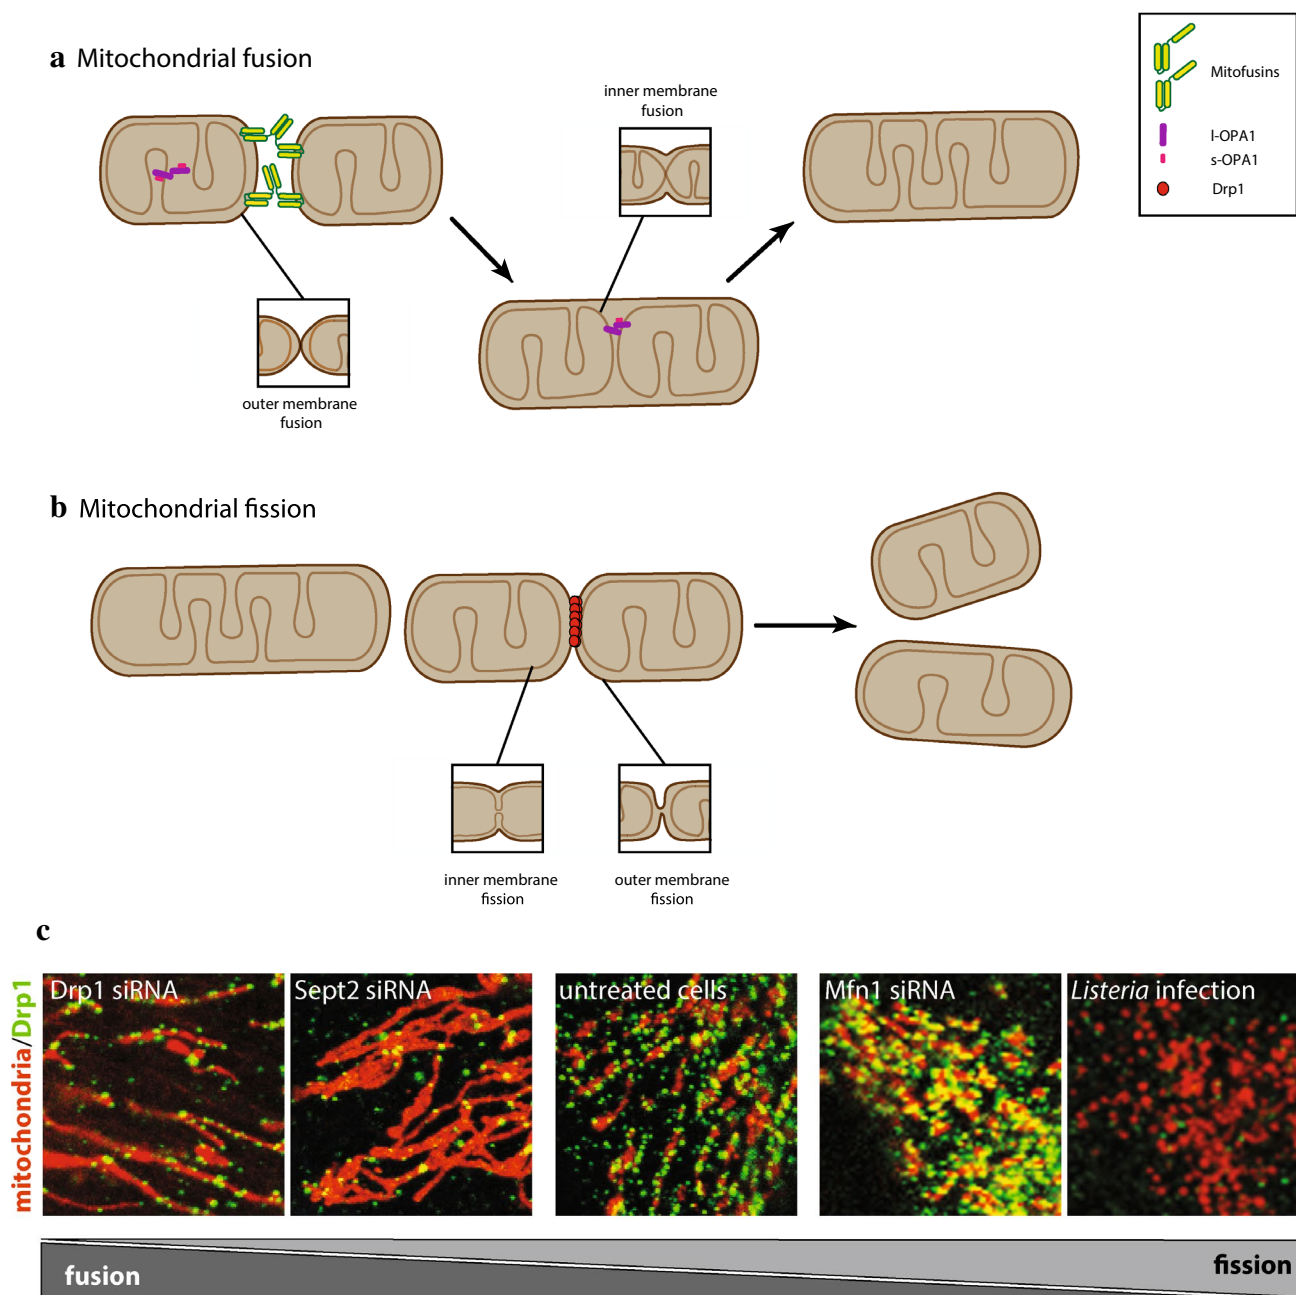 a Mitochondrial fusion
inner membrane
fusion
Mitofusins
l-OPA1
s-OPA1
Drp1
outer membrane
fusion
b Mitochondrial fission
inner membrane
fission
outer membrane
fission
c
mitochondria/Drp1
Drp1 siRNA
Sept2 siRNA
untreated cells
Mfn1 siRNA
Listeria infection
fusion
fission